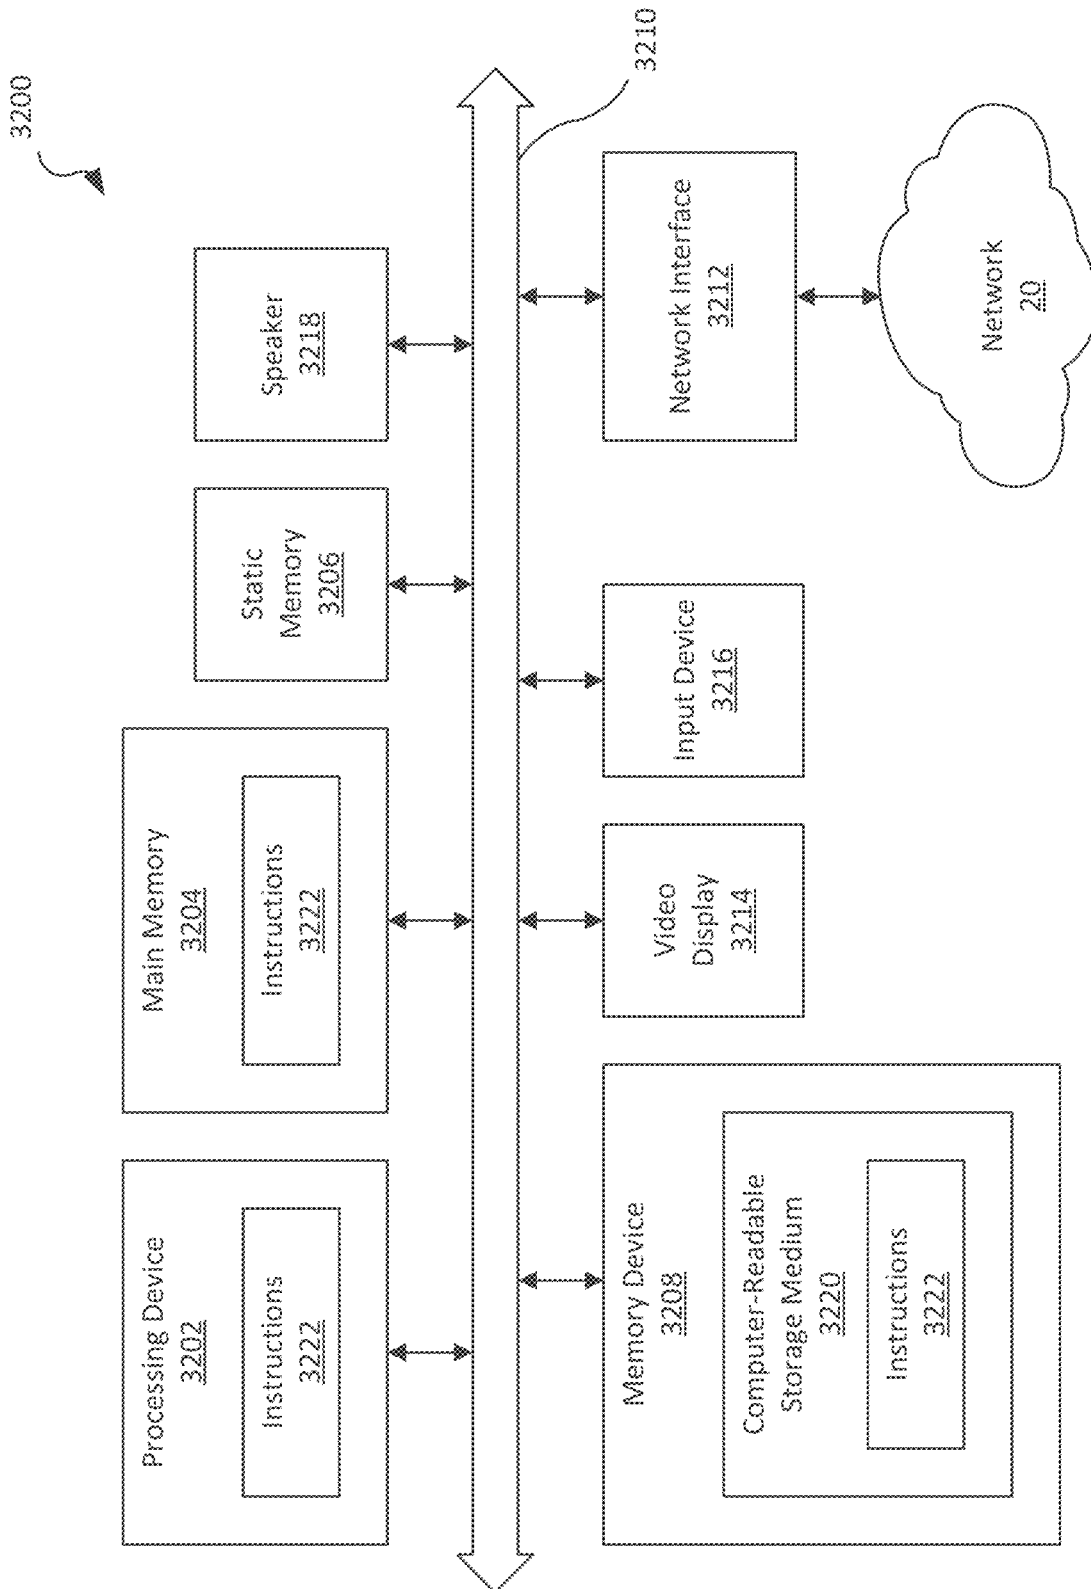 3200
Processing Device
3202
Instructions
3222
Main Memory
3204
Instructions
3222
Static
Memory
3206
Speaker
3218
3210
Memory Device
3208
Computer-Readable
Storage Medium
3220
Instructions
3222
Video
Display
3214
Input Device
3216
Network Interface
3212
Network
20